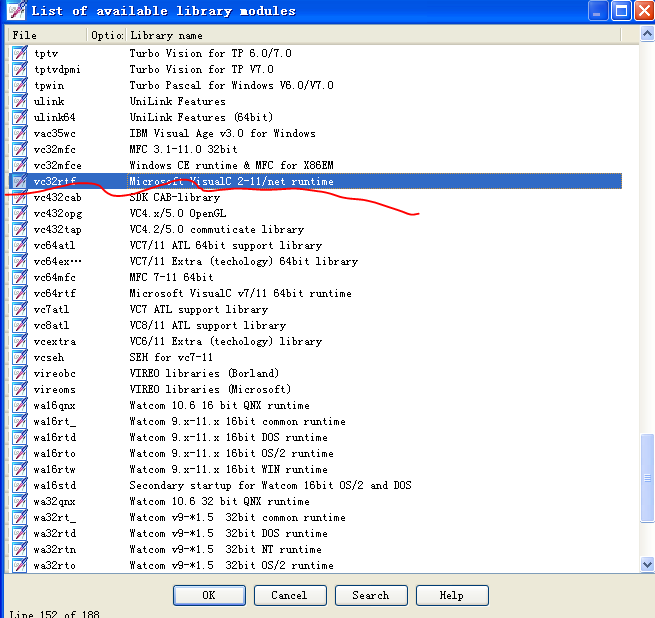 List of available library modules
File Optio: Library name
tptv Turbo Vision for TP 6.0/7.0
tptvdpmi Turbo Vision for TP V7.0
tpwin Turbo Pascal for Windows V6.0/V7.0
ulink UniLink Features
ulink64 UniLink Features (64bit)
vac35wc IBM Visual Age v3.0 for Windows
vc32mfc MFC 3.1-11.0 32bit
vc32mfce Windows CE runtime & MFC for X86EM
vc32rtf Microsoft VisualC 2-11/net runtime
vc432cab SDK CAB-library
vc432opg VC4.x/5.0 OpenGL
vc432tap VC4.2/5.0 commuticate library
vc64atl VC7/11 ATL 64bit support library
vc64ex··· VC7/11 Extra (techology) 64bit library
vc64mfc MFC 7-11 64bit
vc64rtf Microsoft VisualC v7/11 64bit runtime
vc7atl VC7 ATL support library
vc8atl VC8/11 ATL support library
vcextra VC6/11 Extra (techology) library
vcseh SEH for vc7-11
vireobc VIREO libraries (Borland)
vireoms VIREO libraries (Microsoft)
wa16qnx Watcom 10.6 16 bit QNX runtime
wa16rt_ Watcom 9.x-11.x 16bit common runtime
wa16rtd Watcom 9.x-11.x 16bit DOS runtime
wa16rto Watcom 9.x-11.x 16bit OS/2 runtime
wa16rtw Watcom 9.x-11.x 16bit WIN runtime
wa16std Secondary startup for Watcom 16bit OS/2 and DOS
wa32qnx Watcom 10.6 32 bit QNX runtime
wa32rt_ Watcom v9-*1.5 32bit common runtime
wa32rtd Watcom v9-*1.5 32bit DOS runtime
wa32rtn Watcom v9-*1.5 32bit NT runtime
wa32rto Watcom v9-*1.5 32bit OS/2 runtime
OK Cancel Search Help
Line 152 of 188